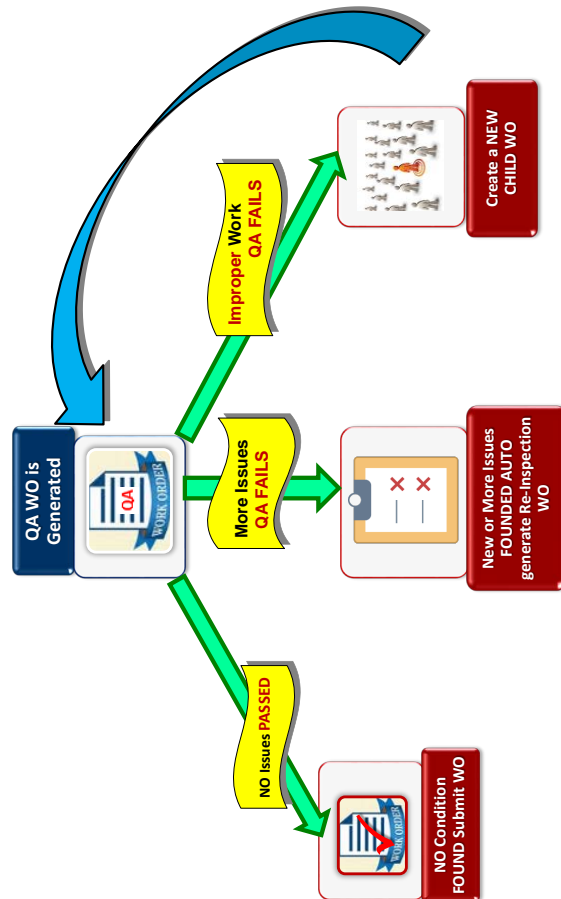 QA WO is
Generated
QA
WORK ORDER
NO Issues PASSED
More Issues
QA FAILS
Improper Work
QA FAILS
WORK ORDER
NO Condition
FOUND Submit WO
New or More Issues
FOUNDED AUTO
generate Re-Inspection
WO
Create a NEW
CHILD WO